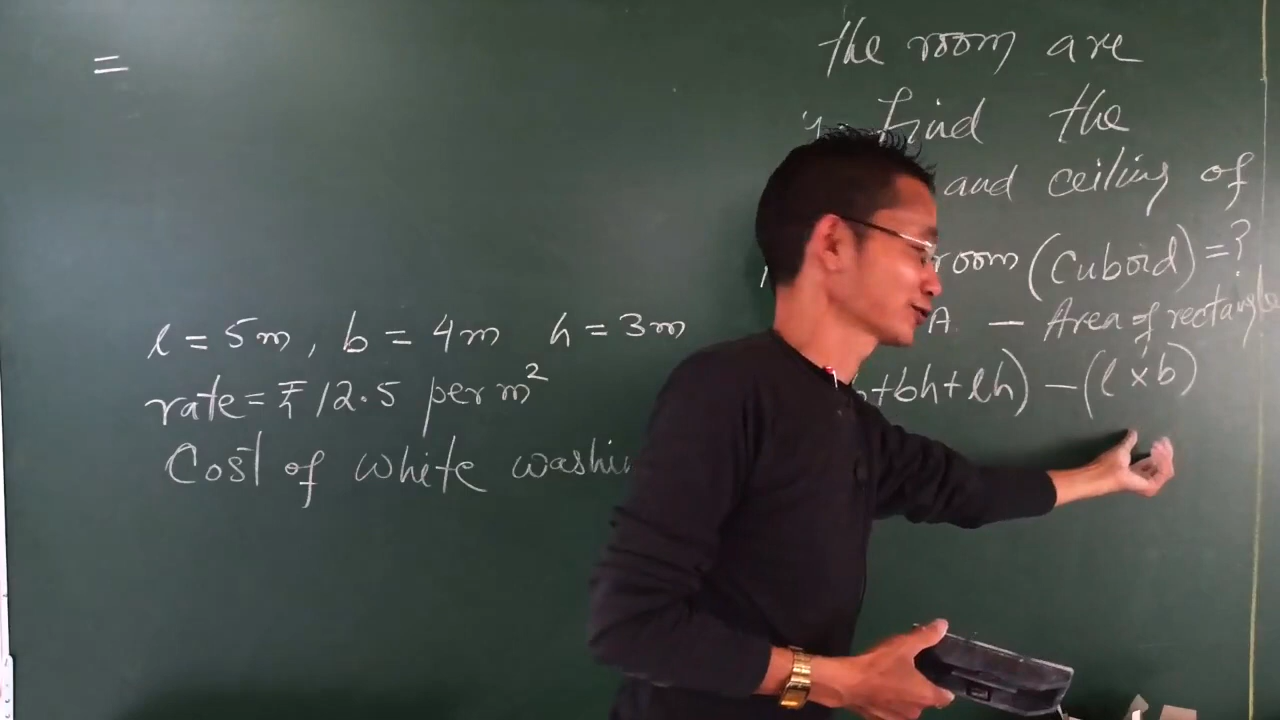 =
the room are
find the
and ceiling of
room (cuboid) = ?
A — Area of rectangle
+bh+lh) – (l×b)
l = 5m, b = 4m h = 3m
rate = ₹ 12.5 per m²
Cost of white